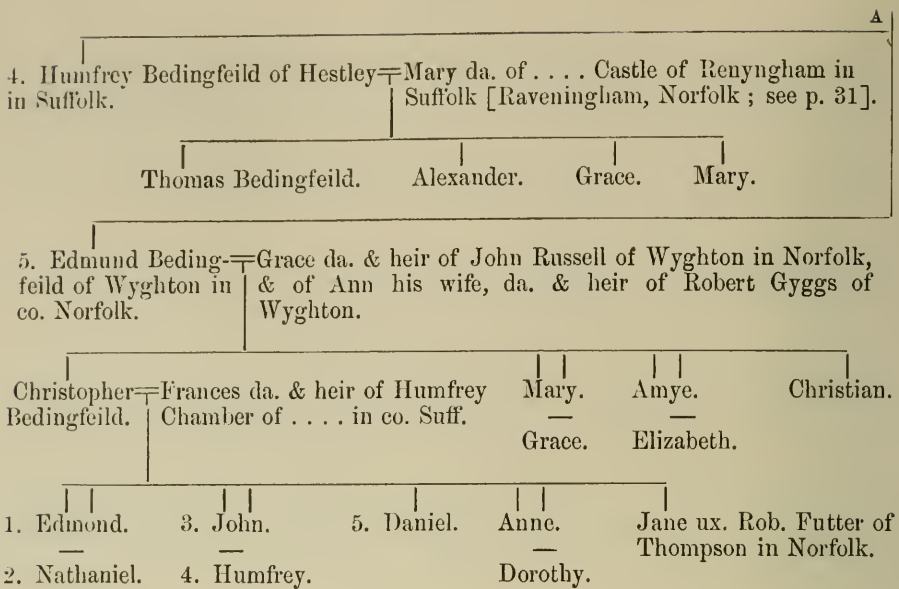 A
4. Humfrey Bedingfeild of Hestley Mary da. of . . . . Castle of Renyngham in
in Suffolk. Suffolk [Raveningham, Norfolk ; see p. 31].
Thomas Bedingfeild. Alexander. Grace. Mary.
5. Edmund Beding- Grace da. & heir of John Russell of Wyghton in Norfolk,
feild of Wyghton in & of Ann his wife, da. & heir of Robert Gyggs of
co. Norfolk. Wyghton.
Christopher Frances da. & heir of Humfrey Mary. Amye. Christian.
Bedingfeild. Chamber of . . . . in co. Suff. Grace. Elizabeth.
1. Edmond. 3. John. 5. Daniel. Anne. Jane ux. Rob. Futter of
Thompson in Norfolk.
2. Nathaniel. 4. Humfrey. Dorothy.